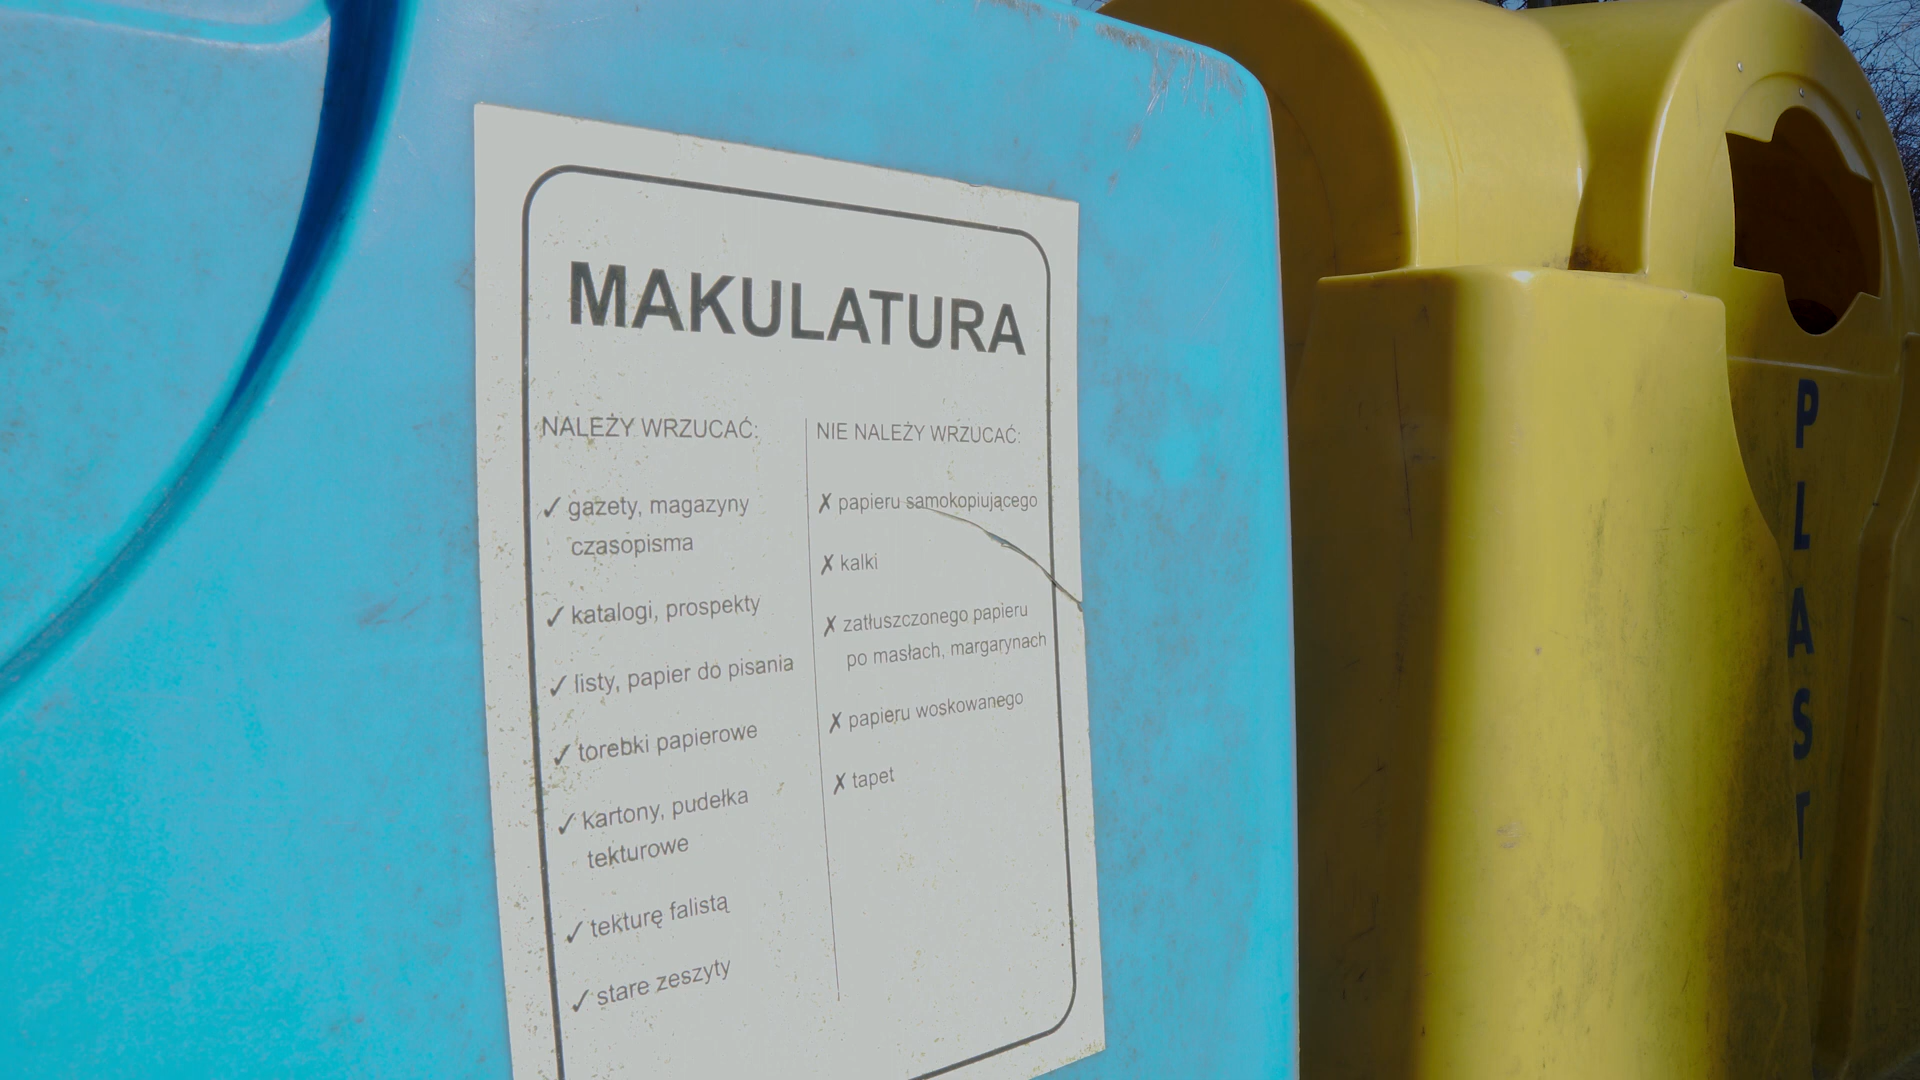 MAKULATURA
NALEŻY WRZUCAĆ:
✓ gazety, magazyny
czasopisma
✓ katalogi, prospekty
✓ listy, papier do pisania
✓ torebki papierowe
✓ kartony, pudełka
tekturowe
✓ tekturę falistą
✓ stare zeszyty
NIE NALEŻY WRZUCAĆ:
✗ papieru samokopiującego
✗ kalki
✗ zatłuszczonego papieru
po masłach, margarynach
✗ papieru woskowanego
✗ tapet
PLAST